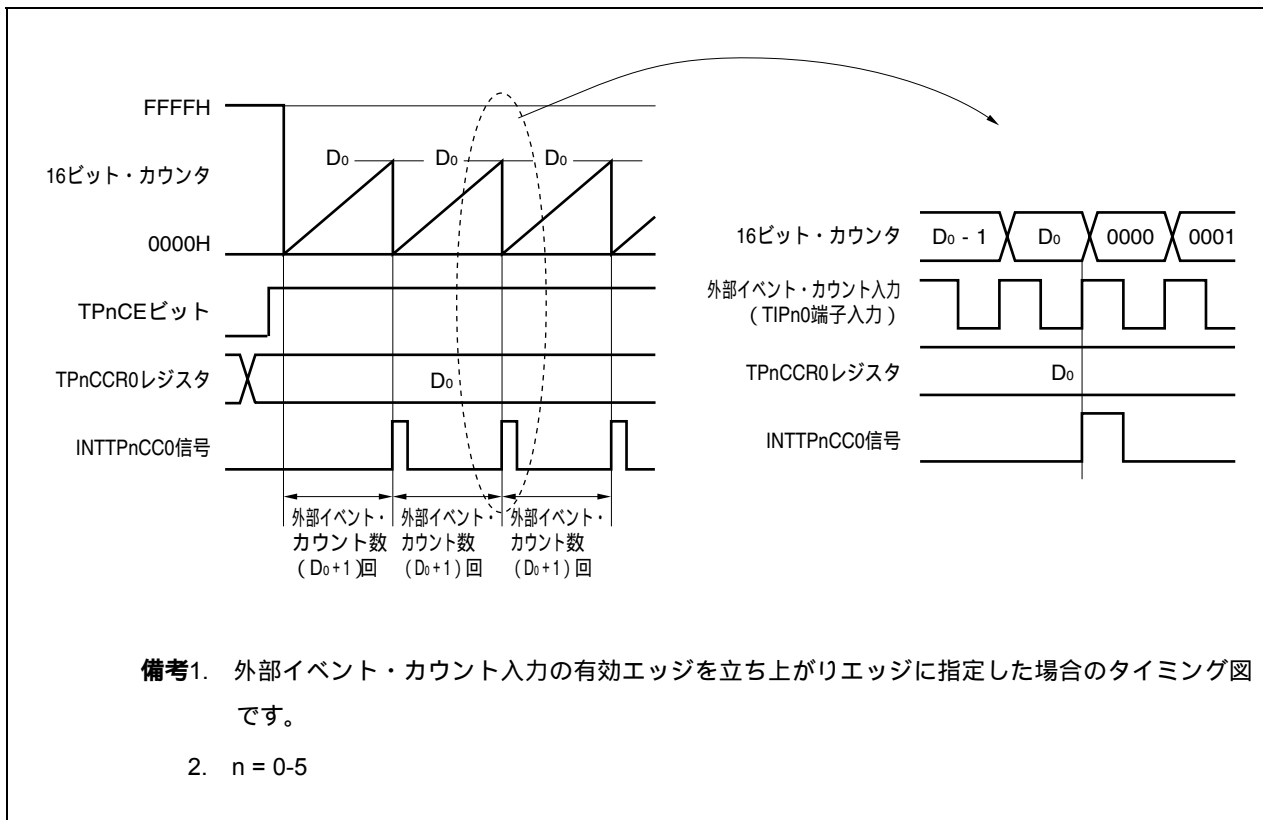 FFFFH
16ビット・カウンタ
0000H
D0
D0
D0
TPnCEビット
TPnCCR0レジスタ
D0
INTTPnCC0信号
外部イベント・
カウント数
(D0+1)回
外部イベント・
カウント数
(D0+1)回
外部イベント・
カウント数
(D0+1)回
16ビット・カウンタ
D0 - 1
D0
0000
0001
外部イベント・カウント入力
(TIPn0端子入力)
TPnCCR0レジスタ
D0
INTTPnCC0信号
備考1. 外部イベント・カウント入力の有効エッジを立ち上がりエッジに指定した場合のタイミング図
です。
2. n = 0-5